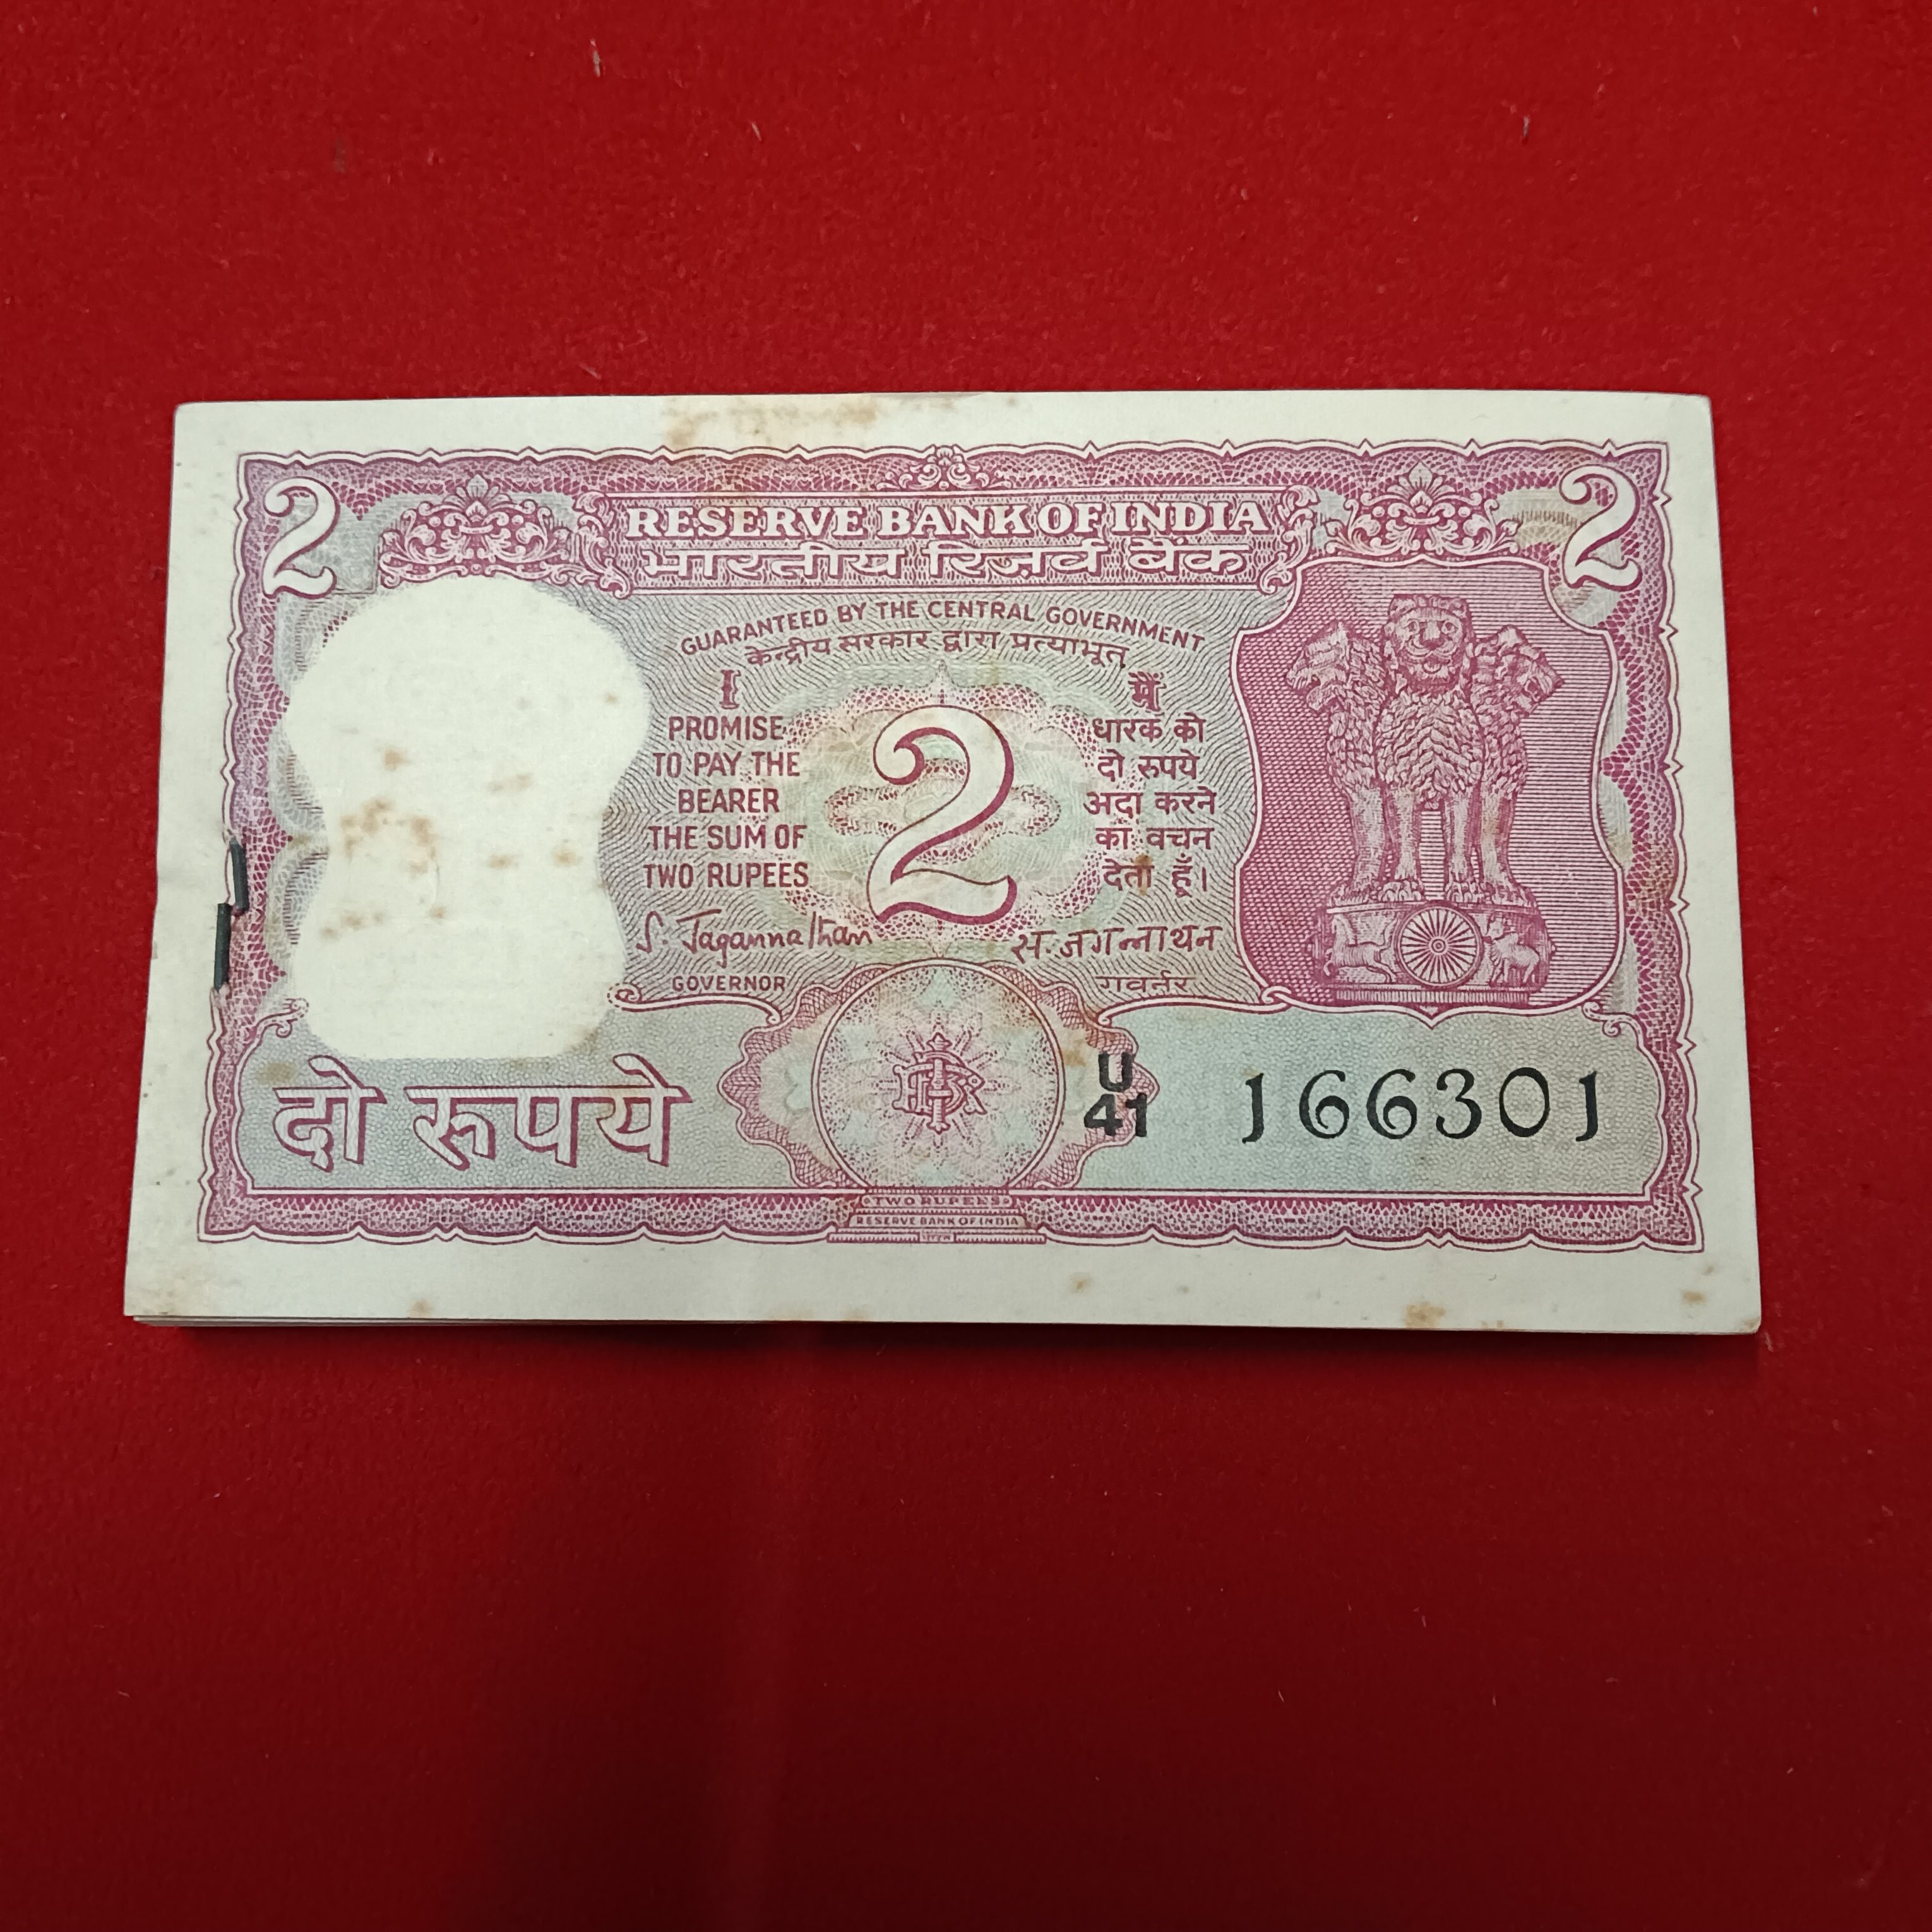 2 2
RESERVE BANK OF INDIA
भारतीय रिज़र्व बेंक
GUARANTEED BY THE CENTRAL GOVERNMENT
केन्द्रीय सरकार द्वारा प्रत्याभूत
I
PROMISE
TO PAY THE
BEARER
THE SUM OF
TWO RUPEES
2
मैं
धारक को
दो रुपये
अदा करने
का वचन
देता हूँ।
S. Jagannathan
स. जगन्नाथन
GOVERNOR
गवर्नर
दो रूपये
U
41 166301
TWO RUPEES
RESERVE BANK OF INDIA
भारत